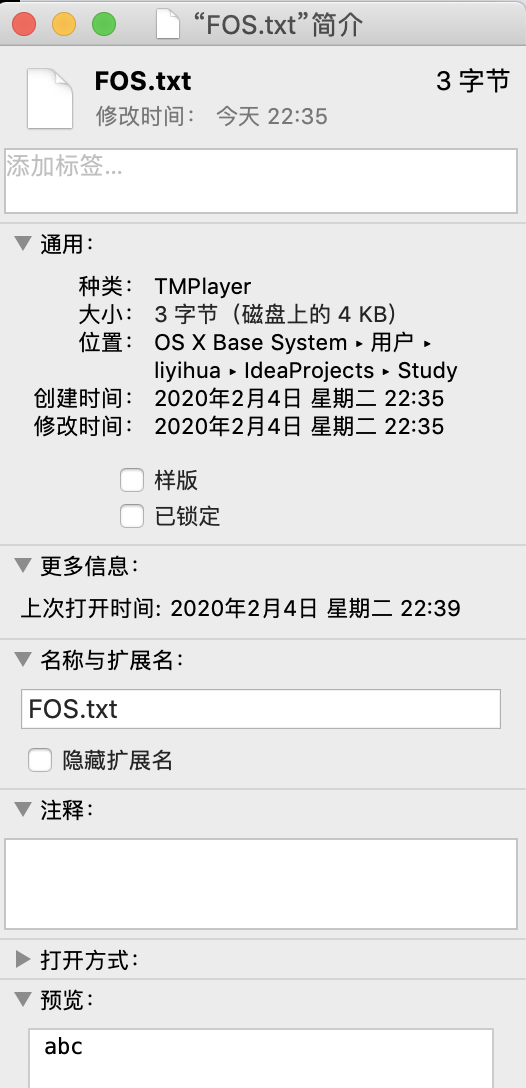 “FOS.txt”简介
FOS.txt 3 字节
修改时间： 今天 22:35
添加标签...
通用：
种类： TMPlayer
大小： 3 字节（磁盘上的 4 KB）
位置： OS X Base System ▸ 用户 ▸
liyihua ▸ IdeaProjects ▸ Study
创建时间： 2020年2月4日 星期二 22:35
修改时间： 2020年2月4日 星期二 22:35
样版
已锁定
更多信息：
上次打开时间: 2020年2月4日 星期二 22:39
名称与扩展名：
FOS.txt
隐藏扩展名
注释：
打开方式：
预览：
abc